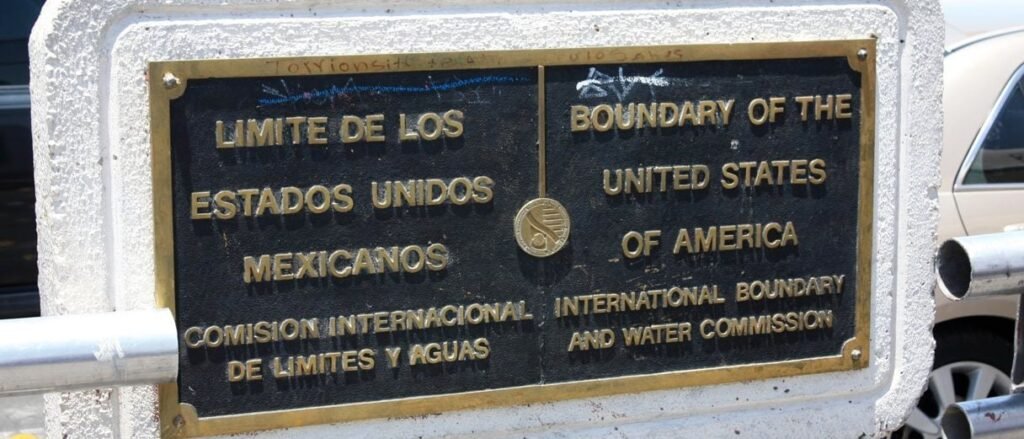 LIMITE DE LOS
ESTADOS UNIDOS
MEXICANOS
COMISION INTERNACIONAL
DE LIMITES Y AGUAS
BOUNDARY OF THE
UNITED STATES
OF AMERICA
INTERNATIONAL BOUNDARY
AND WATER COMMISSION